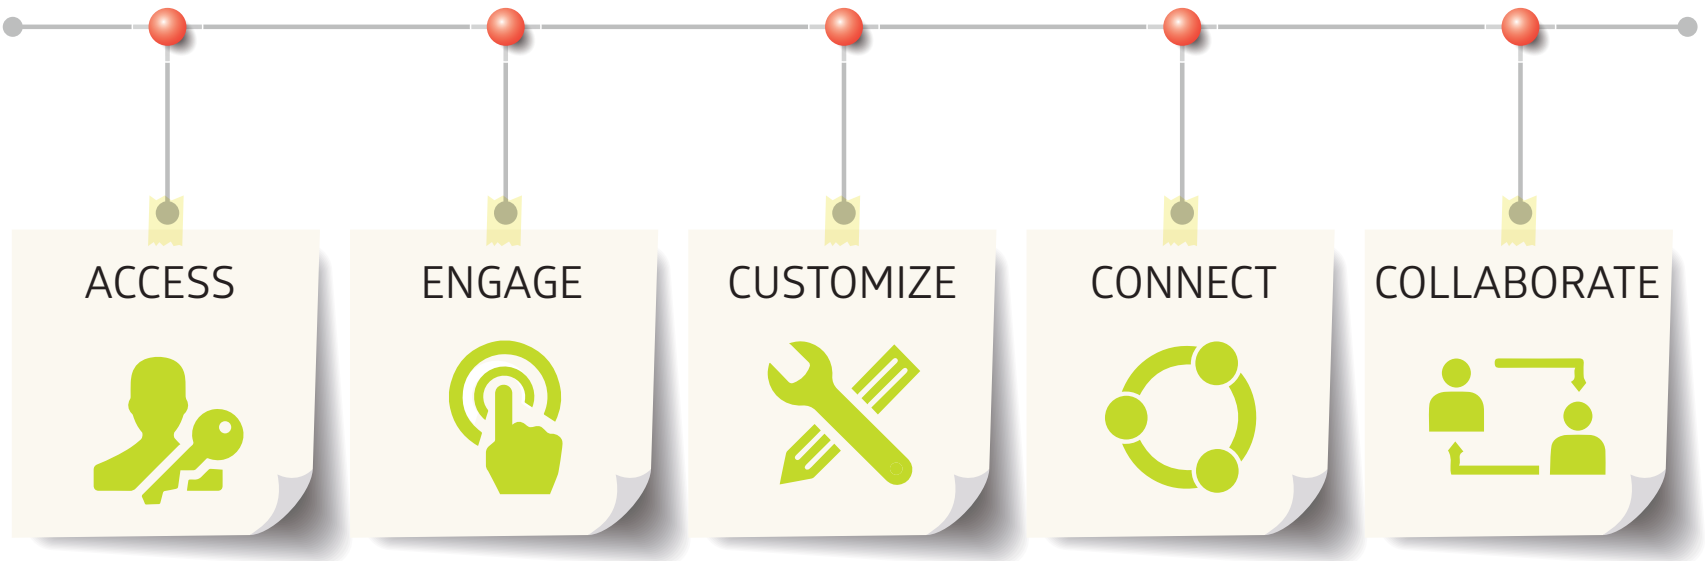 ACCESS
ENGAGE
CUSTOMIZE
CONNECT
COLLABORATE